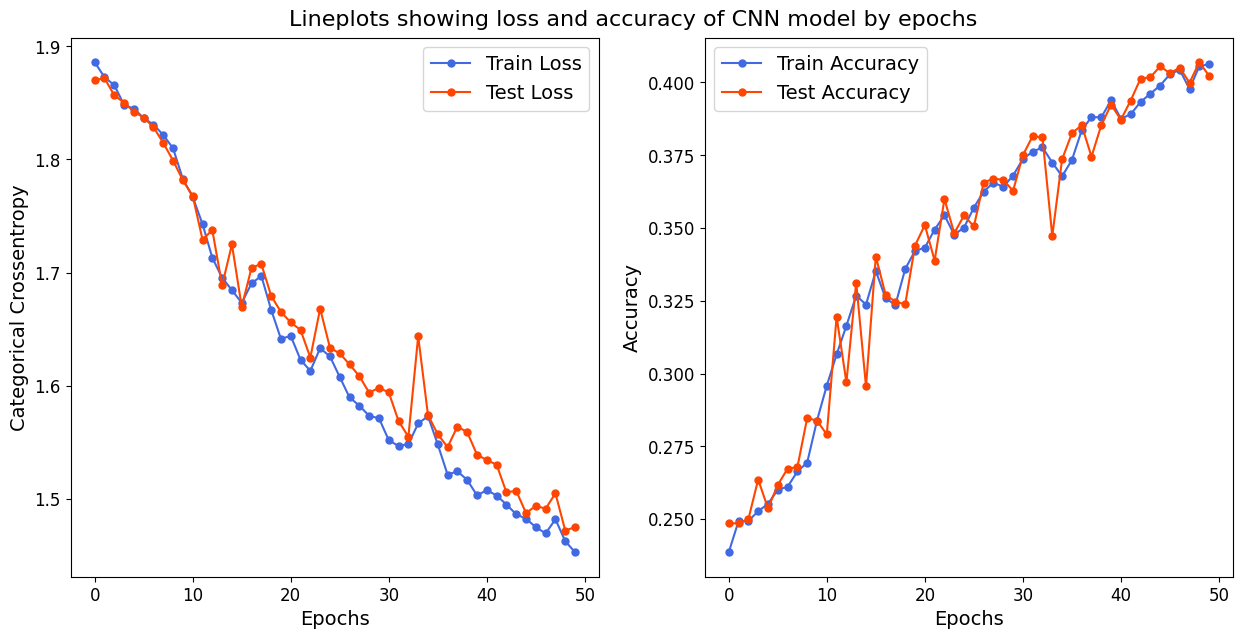 Lineplots showing loss and accuracy of CNN model by epochs
Categorical Crossentropy
1.9
1.8
1.7
1.6
1.5
Train Loss
Test Loss
0 10 20 30 40 50
Epochs
Accuracy
0.400
0.375
0.350
0.325
0.300
0.275
0.250
Train Accuracy
Test Accuracy
0 10 20 30 40 50
Epochs